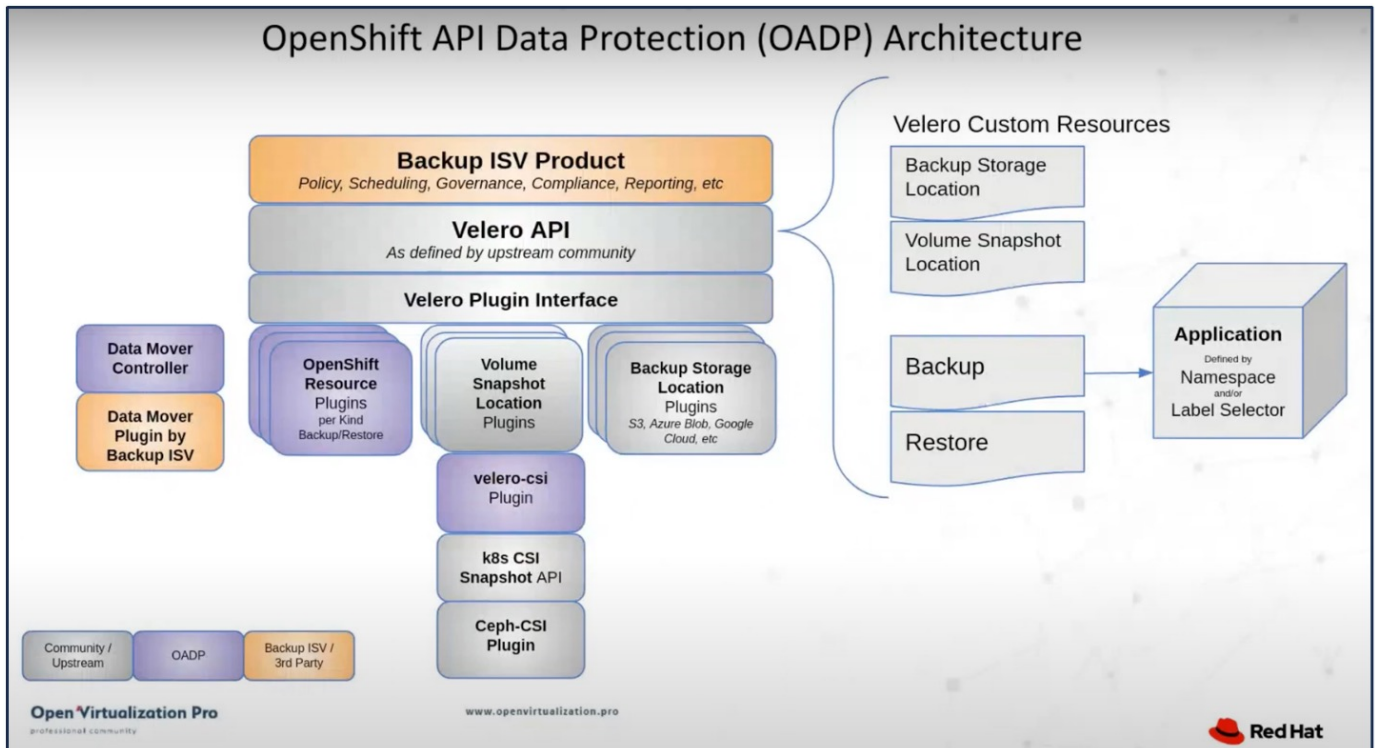 OpenShift API Data Protection (OADP) Architecture
Backup ISV Product
Policy, Scheduling, Governance, Compliance, Reporting, etc
Velero API
As defined by upstream community
Velero Plugin Interface
Data Mover
Controller
Data Mover
Plugin by
Backup ISV
OpenShift
Resource
Plugins
per Kind
Backup/Restore
Volume
Snapshot
Location
Plugins
Backup Storage
Location
Plugins
S3, Azure Blob, Google
Cloud, etc
velero-csi
Plugin
k8s CSI
Snapshot API
Ceph-CSI
Plugin
Velero Custom Resources
Backup Storage
Location
Volume Snapshot
Location
Backup
Restore
Application
Defined by
Namespace
and/or
Label Selector
Community /
Upstream
OADP
Backup ISV /
3rd Party
Open Virtualization Pro
professional community
www.openvirtualization.pro
Red Hat